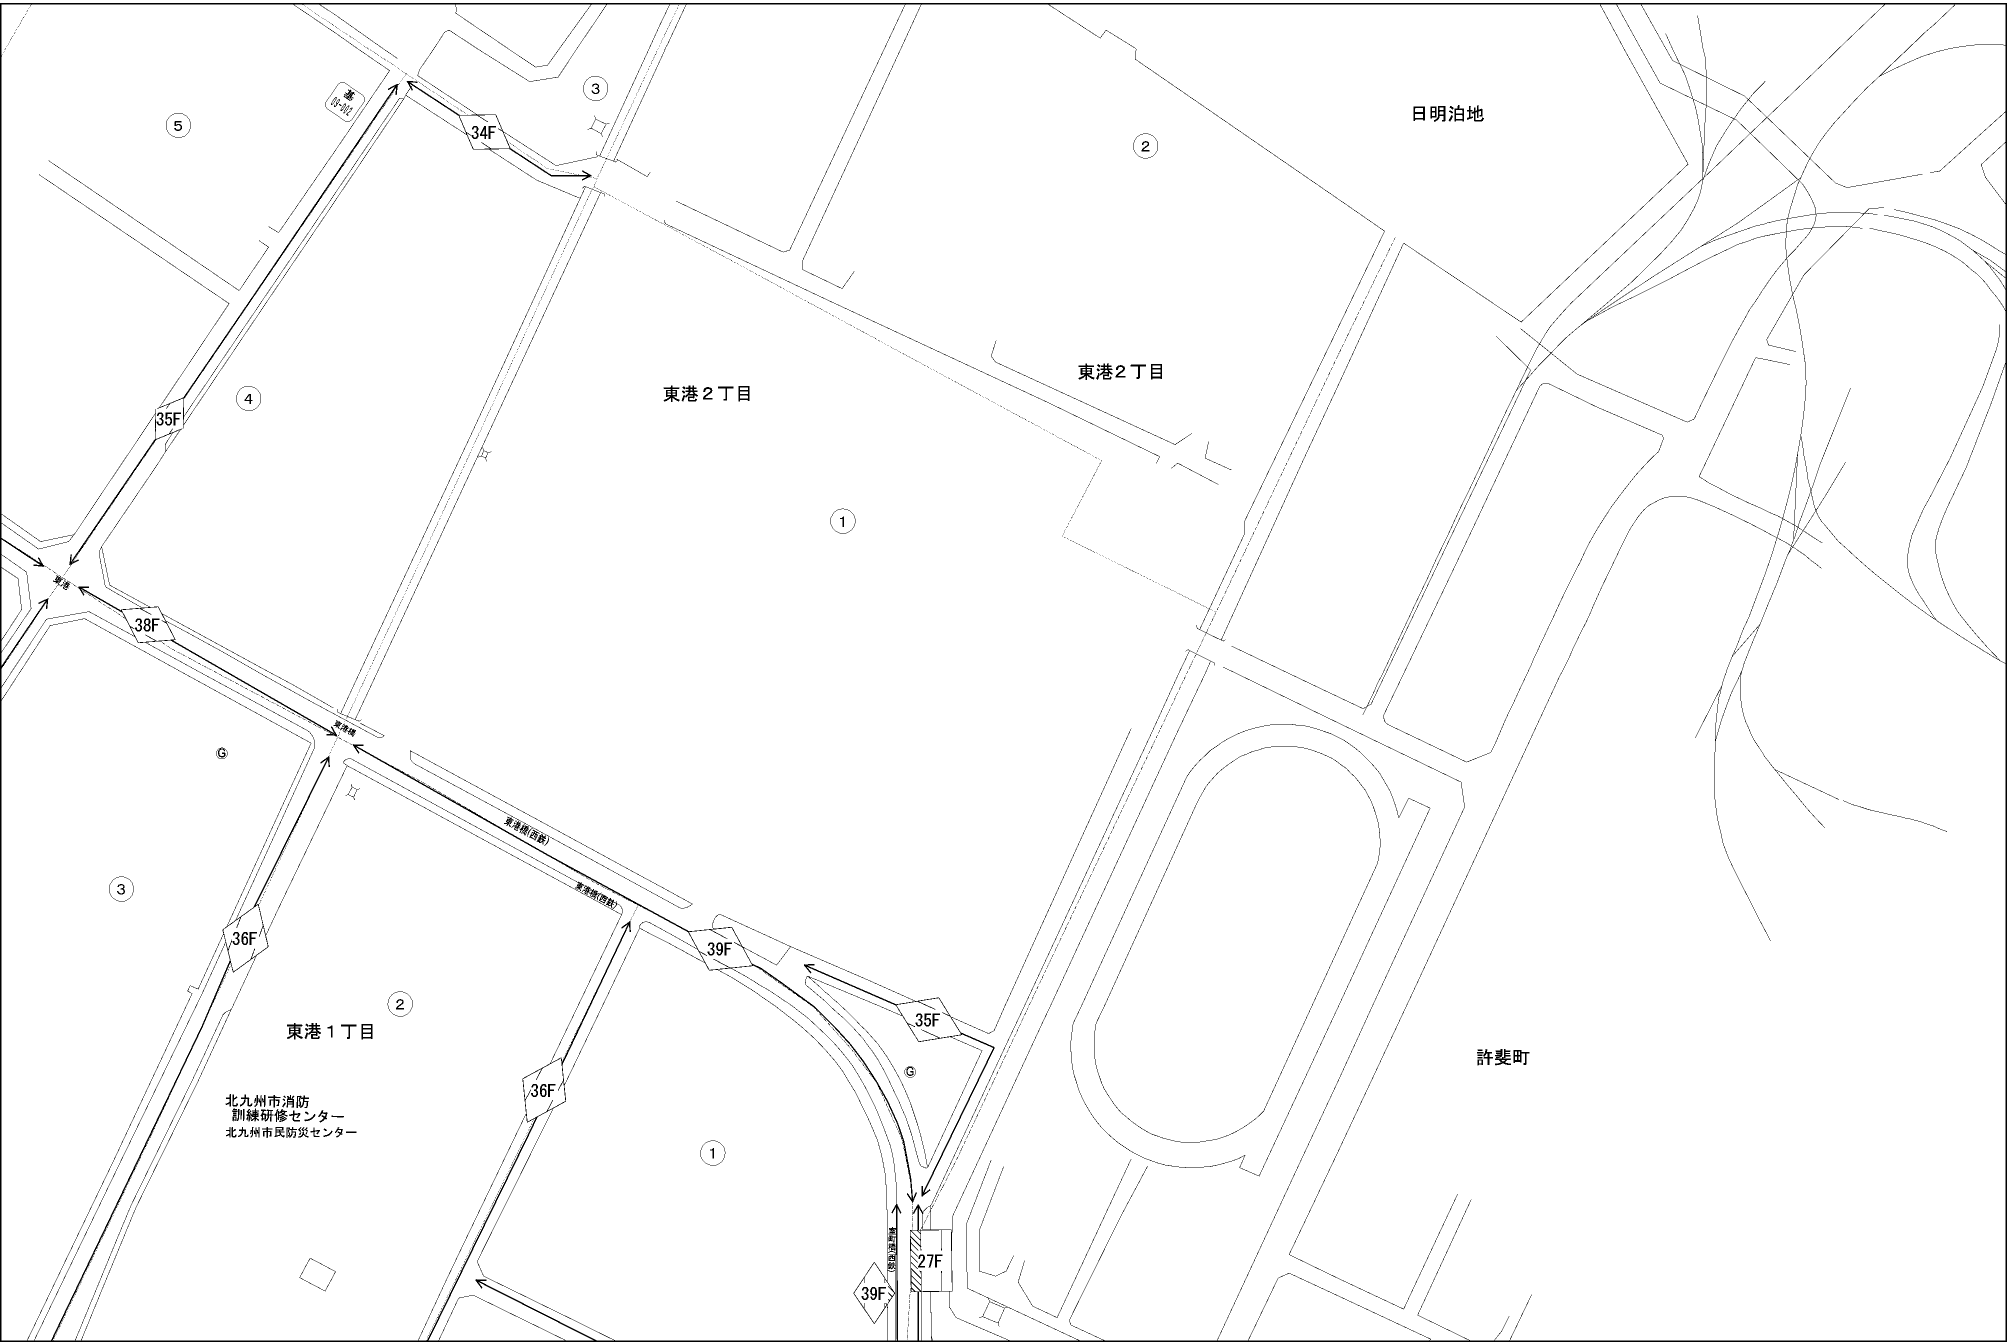 ③
基
09-002
⑤
34F
②
日明泊地
東港２丁目
東港２丁目
④
35F
①
東港
38F
東港橋
G
東港橋(西鉄)
東港橋(西鉄)
③
36F
39F
②
35F
東港１丁目
G
許斐町
36F
北九州市消防
訓練研修センター
北九州市民防災センター
①
27F
39F